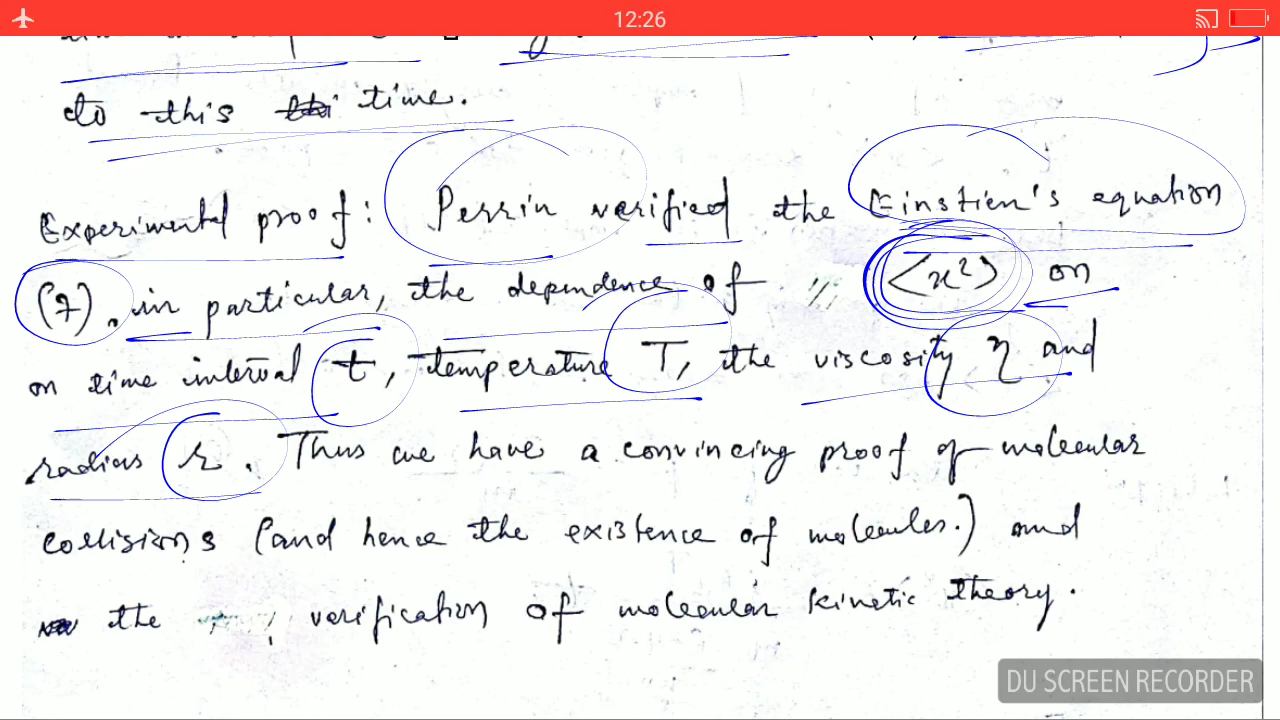 12:26
to this time.
Experimental proof: Perrin verified the Einstien's equation
(7), in particular, the dependence of <x²> on
on time interval t, temperature T, the viscosity η and
radius r. Thus we have a convincing proof of molecular
collisions (and hence the existence of molecules.) and
the verification of molecular kinetic theory.
DU SCREEN RECORDER